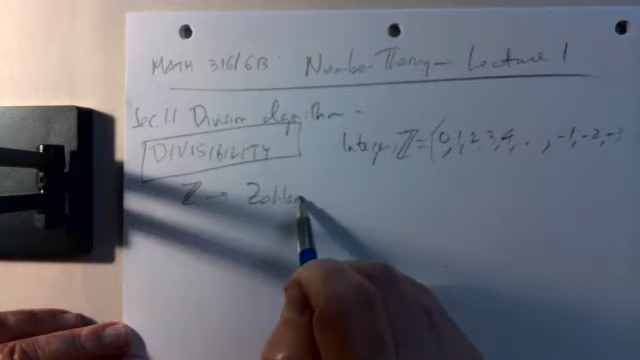 MATH 316/6B: Number Theory - Lecture 1
Sec. 1.1 Division algorithm -
DIVISIBILITY
Integers ℤ = {0, 1, 2, 3, 4, . . , -1, -2, -3
ℤ → Zahlen